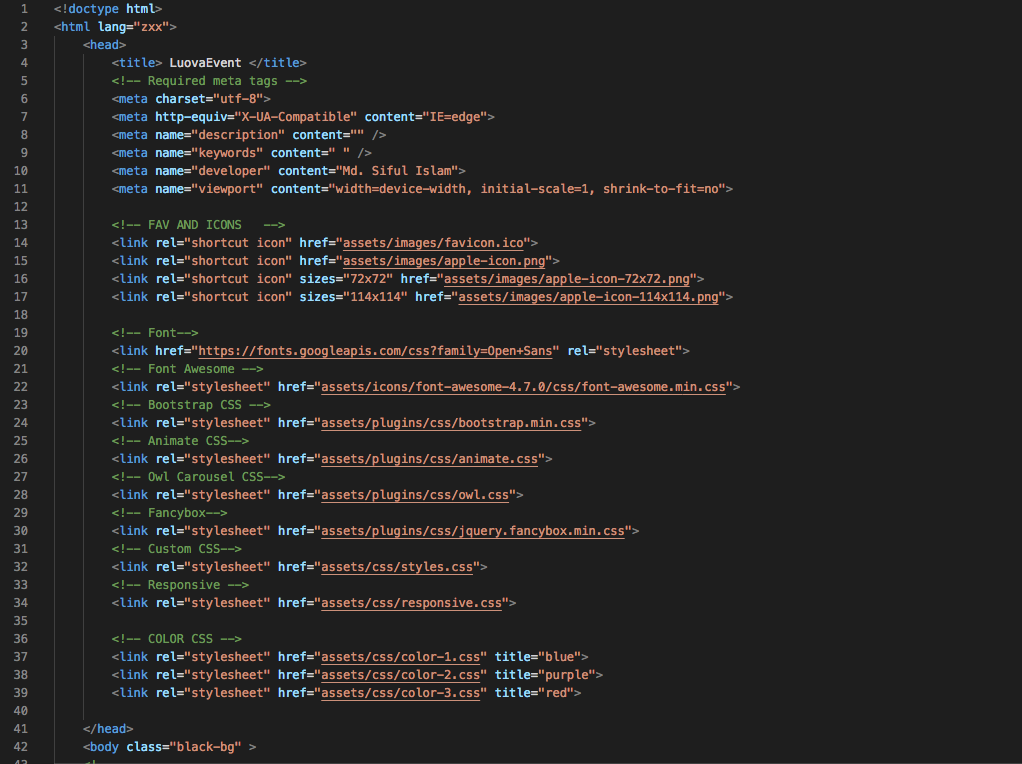 1 <!doctype html>
2 <html lang="zxx">
3 <head>
4 <title> LuovaEvent </title>
5 <!-- Required meta tags -->
6 <meta charset="utf-8">
7 <meta http-equiv="X-UA-Compatible" content="IE=edge">
8 <meta name="description" content="" />
9 <meta name="keywords" content=" " />
10 <meta name="developer" content="Md. Siful Islam">
11 <meta name="viewport" content="width=device-width, initial-scale=1, shrink-to-fit=no">
12
13 <!-- FAV AND ICONS   -->
14 <link rel="shortcut icon" href="assets/images/favicon.ico">
15 <link rel="shortcut icon" href="assets/images/apple-icon.png">
16 <link rel="shortcut icon" sizes="72x72" href="assets/images/apple-icon-72x72.png">
17 <link rel="shortcut icon" sizes="114x114" href="assets/images/apple-icon-114x114.png">
18
19 <!-- Font-->
20 <link href="https://fonts.googleapis.com/css?family=Open+Sans" rel="stylesheet">
21 <!-- Font Awesome -->
22 <link rel="stylesheet" href="assets/icons/font-awesome-4.7.0/css/font-awesome.min.css">
23 <!-- Bootstrap CSS -->
24 <link rel="stylesheet" href="assets/plugins/css/bootstrap.min.css">
25 <!-- Animate CSS-->
26 <link rel="stylesheet" href="assets/plugins/css/animate.css">
27 <!-- Owl Carousel CSS-->
28 <link rel="stylesheet" href="assets/plugins/css/owl.css">
29 <!-- Fancybox-->
30 <link rel="stylesheet" href="assets/plugins/css/jquery.fancybox.min.css">
31 <!-- Custom CSS-->
32 <link rel="stylesheet" href="assets/css/styles.css">
33 <!-- Responsive -->
34 <link rel="stylesheet" href="assets/css/responsive.css">
35
36 <!-- COLOR CSS -->
37 <link rel="stylesheet" href="assets/css/color-1.css" title="blue">
38 <link rel="stylesheet" href="assets/css/color-2.css" title="purple">
39 <link rel="stylesheet" href="assets/css/color-3.css" title="red">
40
41 </head>
42 <body class="black-bg" >